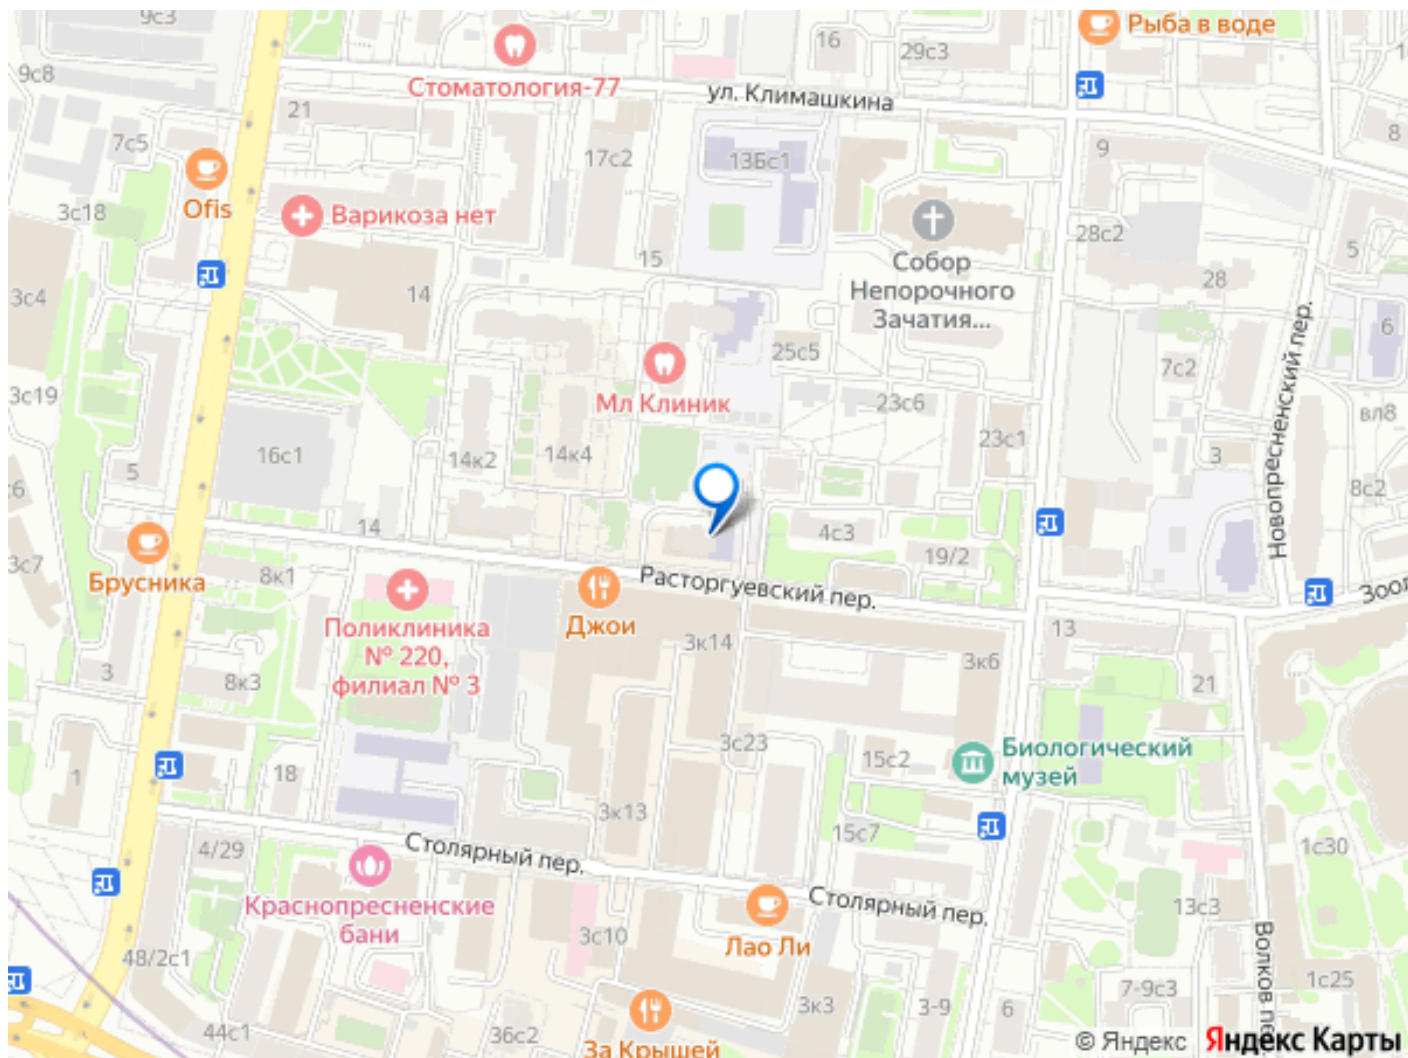 9с3
Рыба в воде
16
29с3
9с8
Стоматология-77
ул. Климашкина
21
7с5
17с2
13Бс1
9
8
Ofis
3с18
Варикоза нет
28с2
5
15
Собор
Непорочного
Зачатия...
28
3с4
14
6
25с5
7с2
3с19
Мл Клиник
23с6
вл8
Новопресненский пер.
23с1
16с1
14к2
14к4
3
5
8с2
14
4с3
19/2
3с7
Брусника
8к1
Расторгуевский пер.
Джои
Поликлиника
№ 220,
филиал № 3
3к14
13
3к6
3
8к3
21
3с23
15с2
Биологический
музей
1
18
3к13
15с7
Столярный пер.
4/29
1с30
Краснопресненские
бани
Столярный пер.
13с3
3с10
Лао Ли
48/2с1
1с25
7-9с3
3к3
3-9
6
44с1
36с2
За Крышей
© Яндекс
Яндекс Карты